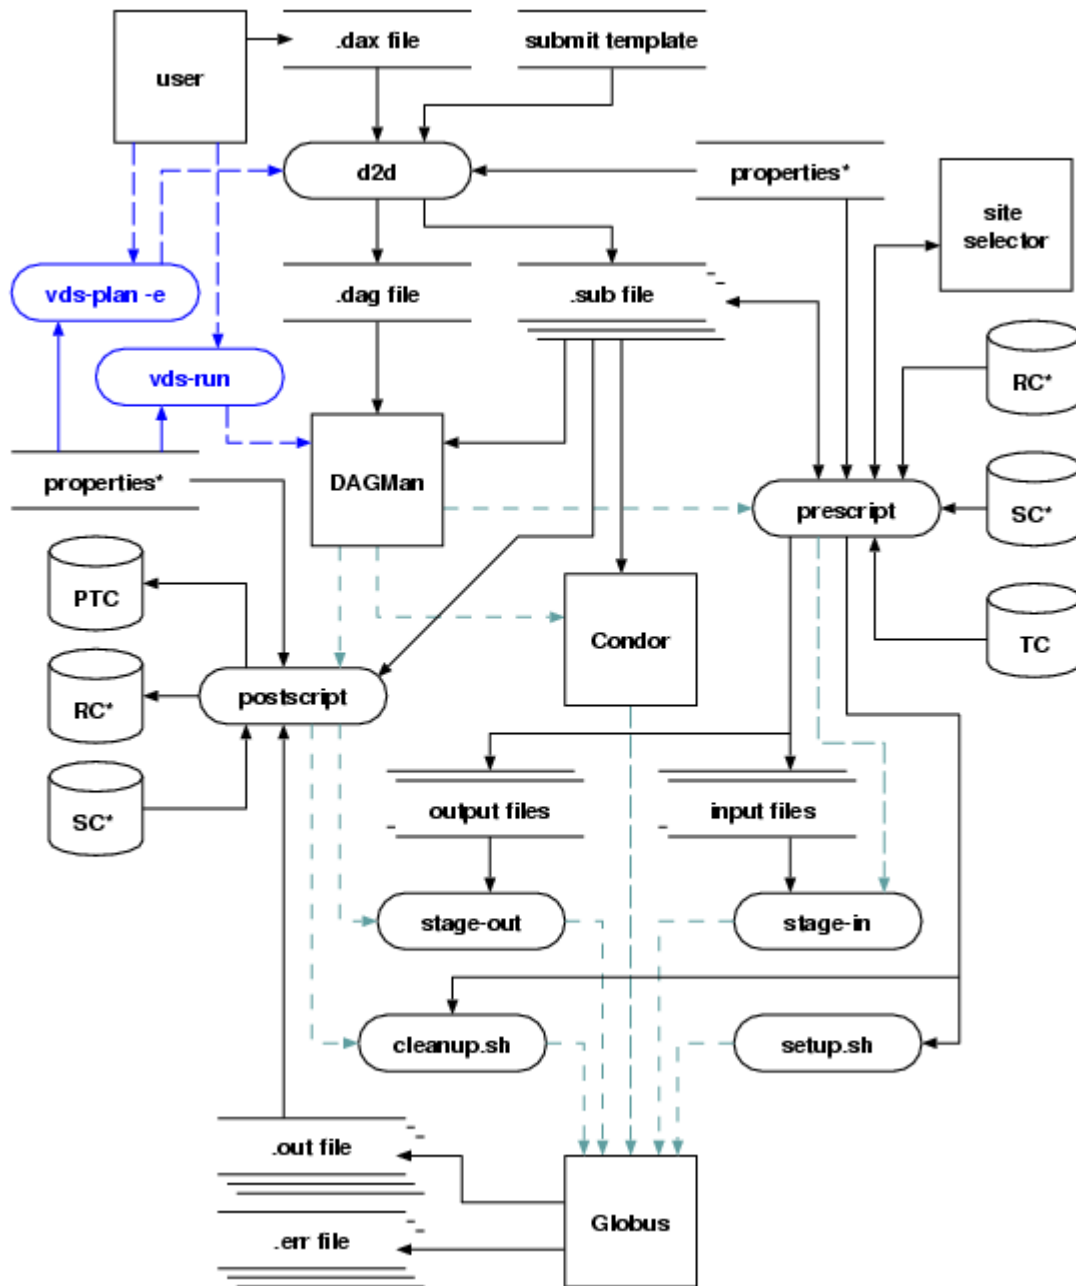 .dax file
submit template
user
d2d
properties*
site
selector
vds-plan -e
.dag file
.sub file
vds-run
RC*
properties*
DAGMan
prescript
SC*
PTC
Condor
TC
RC*
postscript
SC*
output files
input files
stage-out
stage-in
cleanup.sh
setup.sh
.out file
Globus
.err file